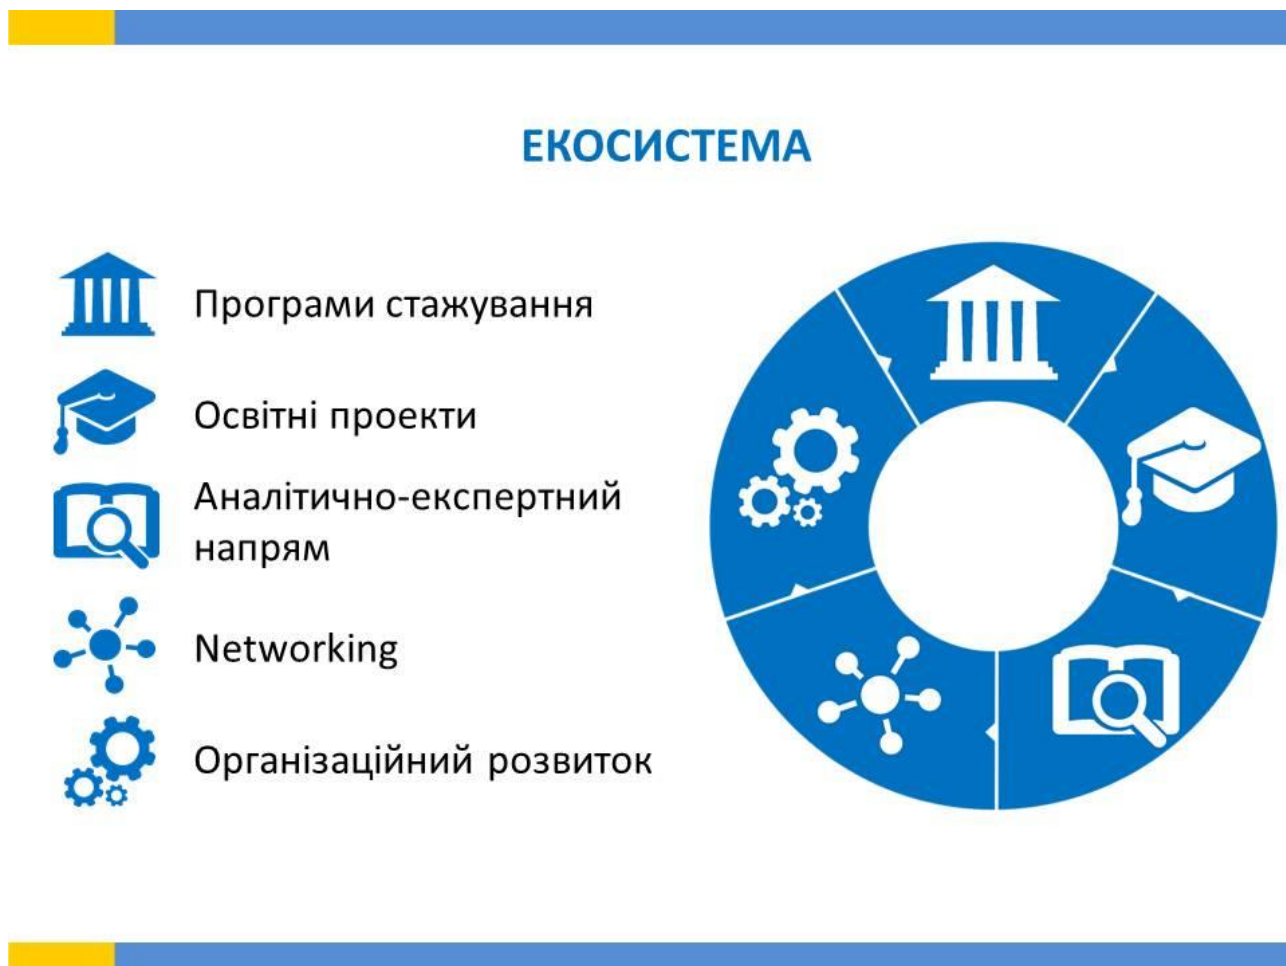 ЕКОСИСТЕМА
Програми стажування
Освітні проекти
Аналітично-експертний
напрям
Networking
Організаційний розвиток